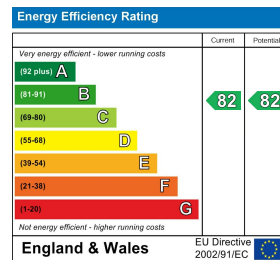 Energy Efficiency Rating
Current Potential
Very energy efficient - lower running costs
(92 plus) A
(81-91) B
82 82
(69-80) C
(55-68) D
(39-54) E
(21-38) F
(1-20) G
Not energy efficient - higher running costs
England & Wales
EU Directive
2002/91/EC